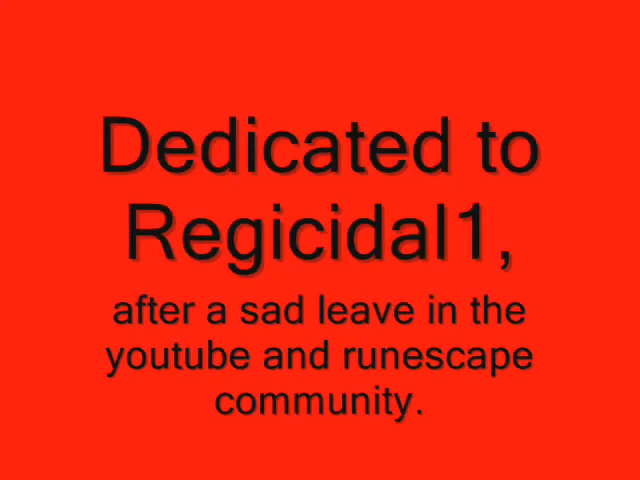 Dedicated to
Regicidal1,
after a sad leave in the
youtube and runescape
community.